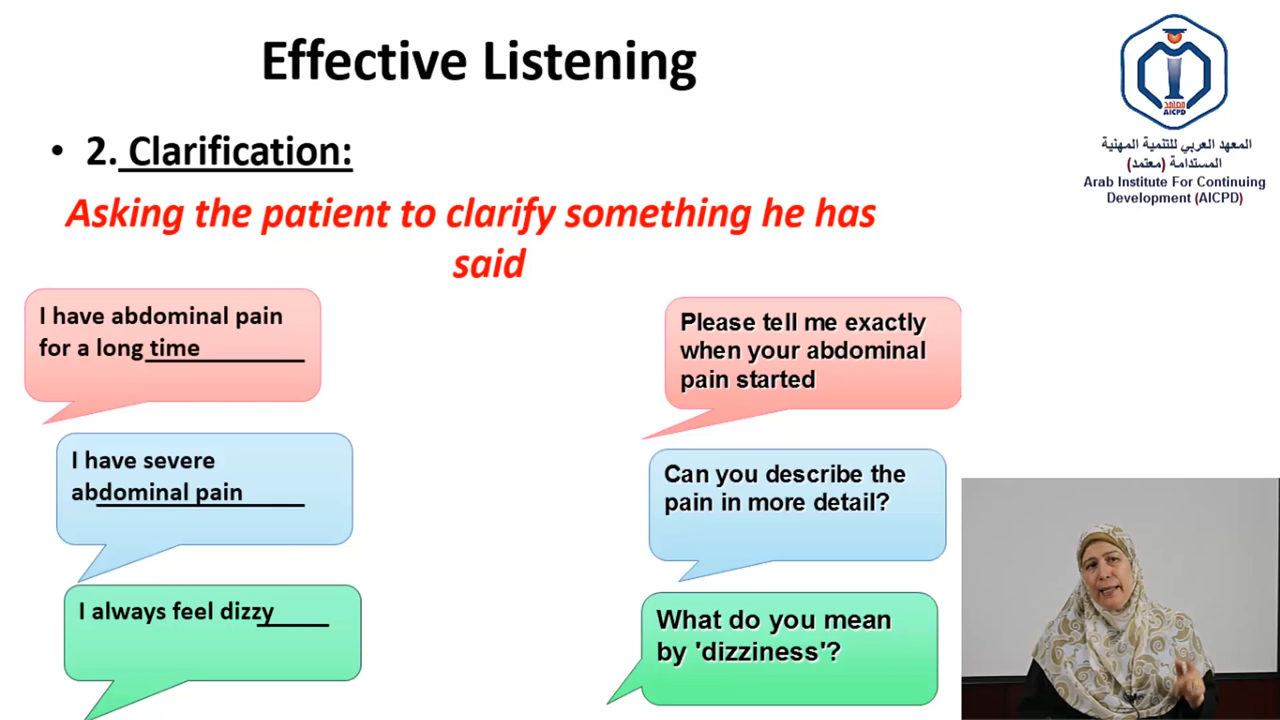 Effective Listening
• 2. Clarification:
Asking the patient to clarify something he has
said
I have abdominal pain
for a long time
Please tell me exactly
when your abdominal
pain started
I have severe
abdominal pain
Can you describe the
pain in more detail?
I always feel dizzy
What do you mean
by 'dizziness'?
معتمد
AICPD
المعهد العربي للتنمية المهنية
المستدامة (معتمد)
Arab Institute For Continuing
Development (AICPD)